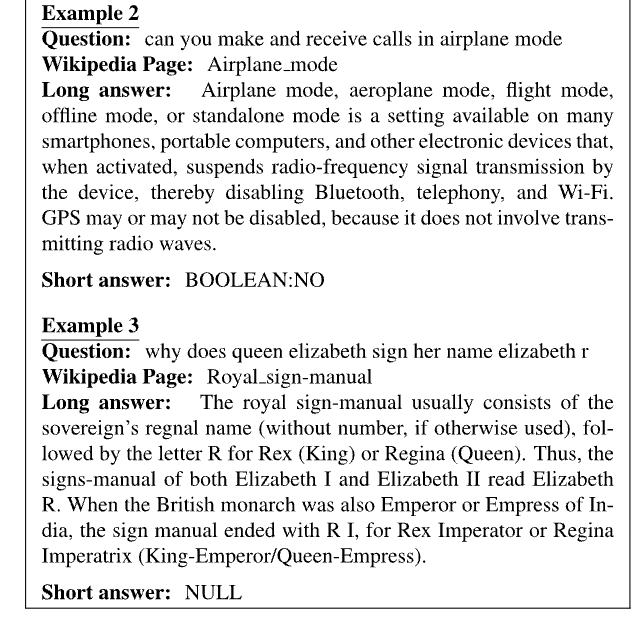 Example 2
Question: can you make and receive calls in airplane mode
Wikipedia Page: Airplane_mode
Long answer: Airplane mode, aeroplane mode, flight mode,
offline mode, or standalone mode is a setting available on many
smartphones, portable computers, and other electronic devices that,
when activated, suspends radio-frequency signal transmission by
the device, thereby disabling Bluetooth, telephony, and Wi-Fi.
GPS may or may not be disabled, because it does not involve trans-
mitting radio waves.
Short answer: BOOLEAN:NO
Example 3
Question: why does queen elizabeth sign her name elizabeth r
Wikipedia Page: Royal_sign-manual
Long answer: The royal sign-manual usually consists of the
sovereign's regnal name (without number, if otherwise used), fol-
lowed by the letter R for Rex (King) or Regina (Queen). Thus, the
signs-manual of both Elizabeth I and Elizabeth II read Elizabeth
R. When the British monarch was also Emperor or Empress of In-
dia, the sign manual ended with R I, for Rex Imperator or Regina
Imperatrix (King-Emperor/Queen-Empress).
Short answer: NULL